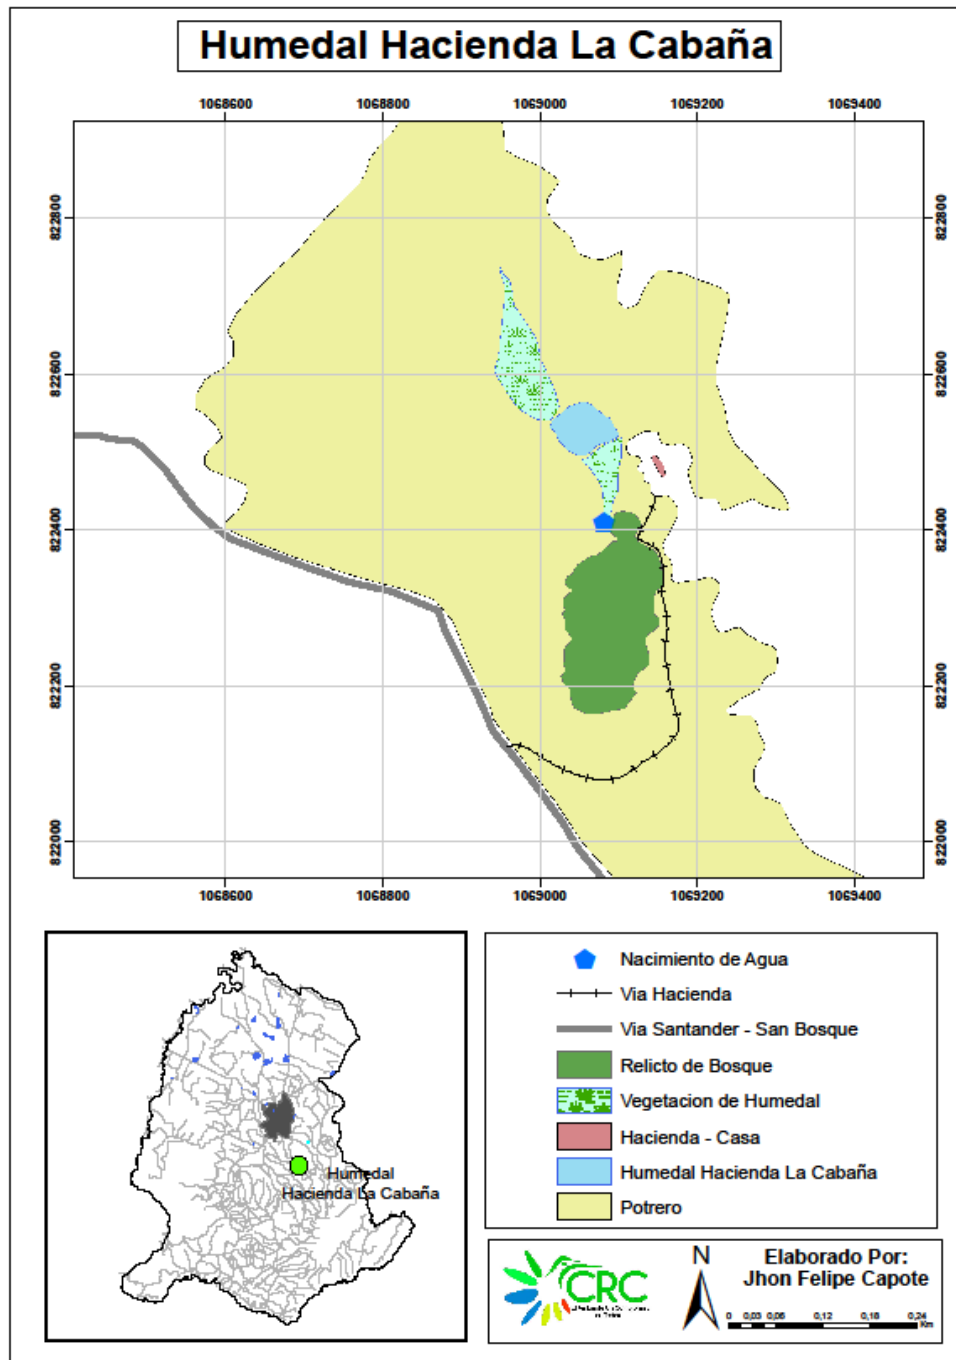 Humedal Hacienda La Cabaña
1068600 1068800 1069000 1069200 1069400
822800 822800
822600 822600
822400 822400
822200 822200
822000 822000
1068600 1068800 1069000 1069200 1069400
Humedal
Hacienda La Cabaña
Nacimiento de Agua
Via Hacienda
Via Santander - San Bosque
Relicto de Bosque
Vegetacion de Humedal
Hacienda - Casa
Humedal Hacienda La Cabaña
Potrero
CRC
N
Elaborado Por:
Jhon Felipe Capote
0 0,03 0,06 0,12 0,18 0,24
Km